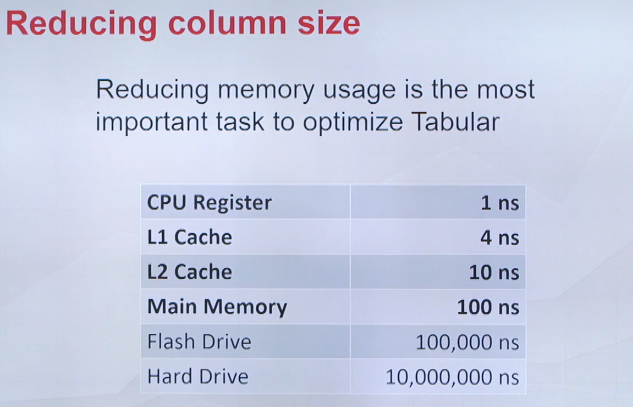 Reducing column size
Reducing memory usage is the most
important task to optimize Tabular
CPU Register 1 ns
L1 Cache 4 ns
L2 Cache 10 ns
Main Memory 100 ns
Flash Drive 100,000 ns
Hard Drive 10,000,000 ns